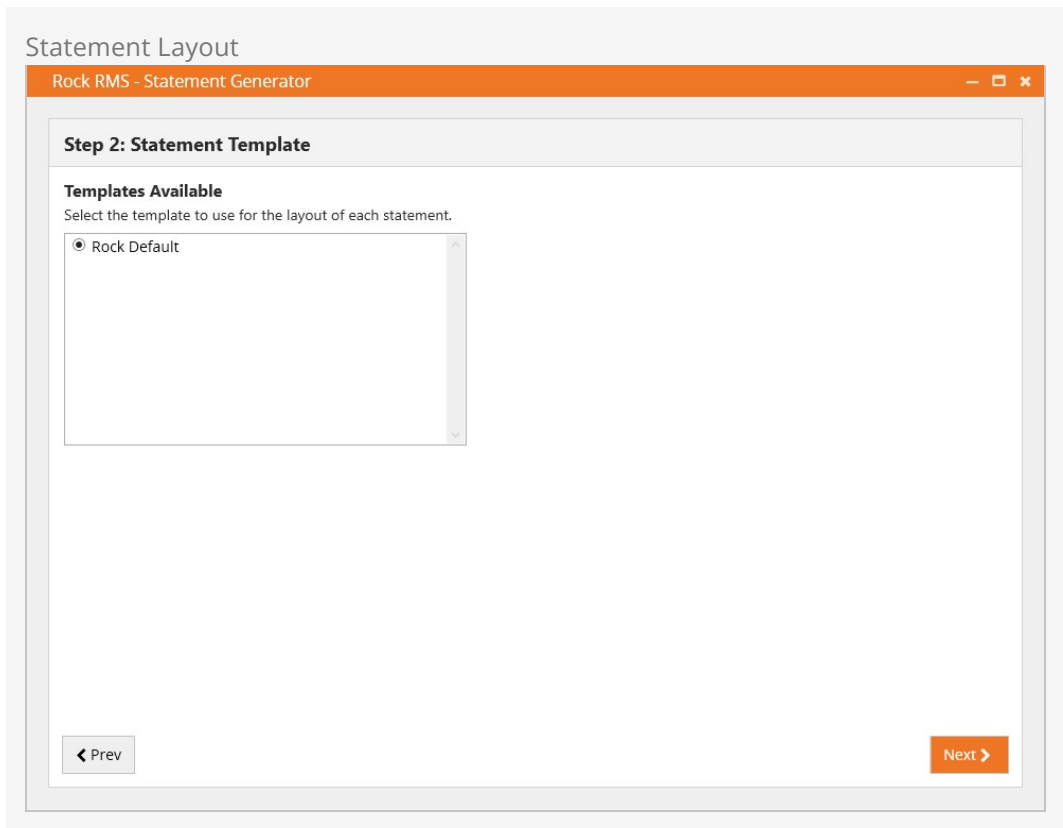 Statement Layout
Rock RMS - Statement Generator
Step 2: Statement Template
Templates Available
Select the template to use for the layout of each statement.
Rock Default
Prev
Next